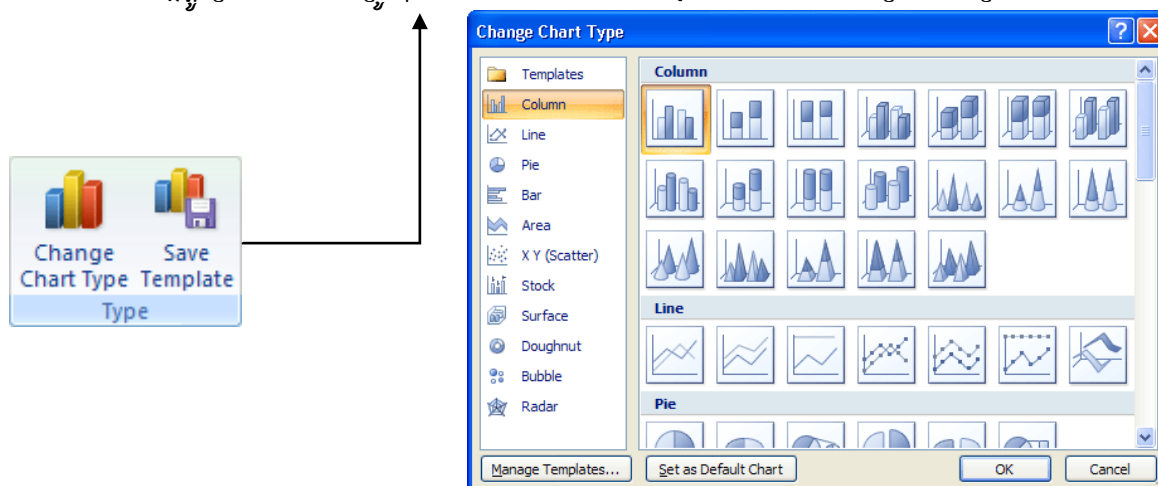 Change Chart Type
Templates
Column
Line
Pie
Bar
Area
X Y (Scatter)
Stock
Surface
Doughnut
Bubble
Radar
Column
Line
Pie
Manage Templates...
Set as Default Chart
OK
Cancel
Change
Chart Type
Save
Template
Type